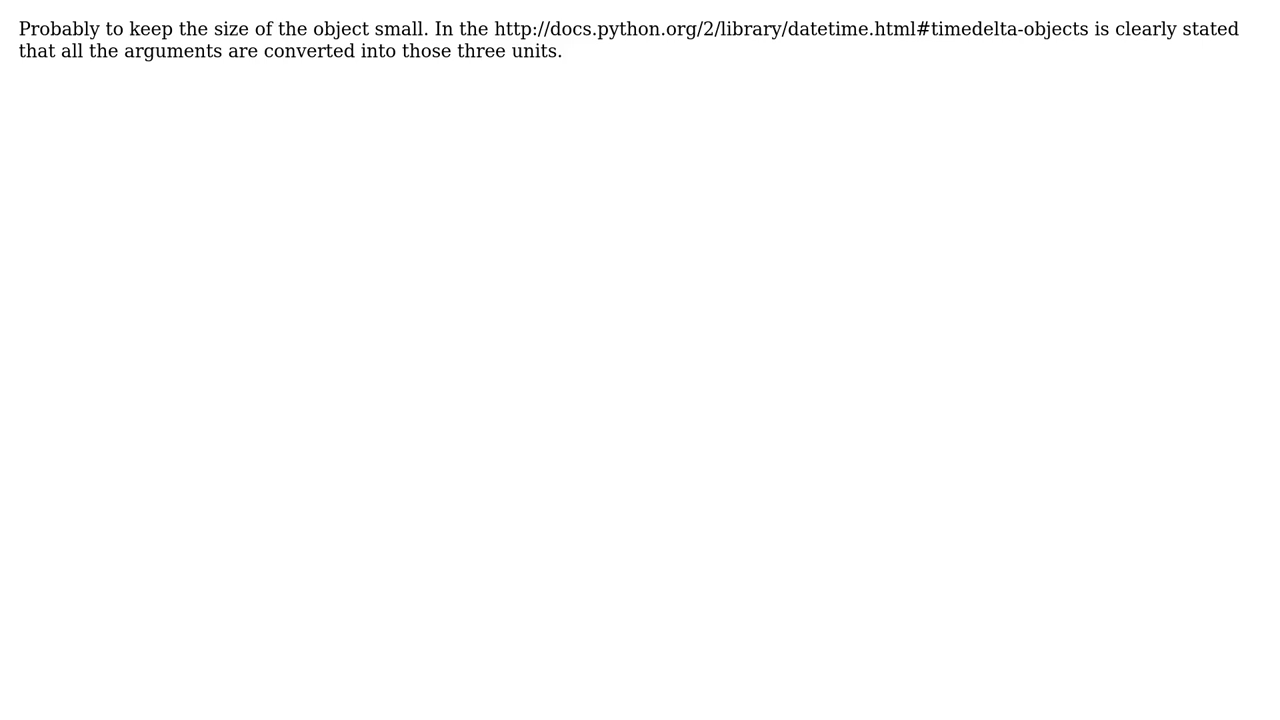 Probably to keep the size of the object small. In the http://docs.python.org/2/library/datetime.html#timedelta-objects is clearly stated
that all the arguments are converted into those three units.